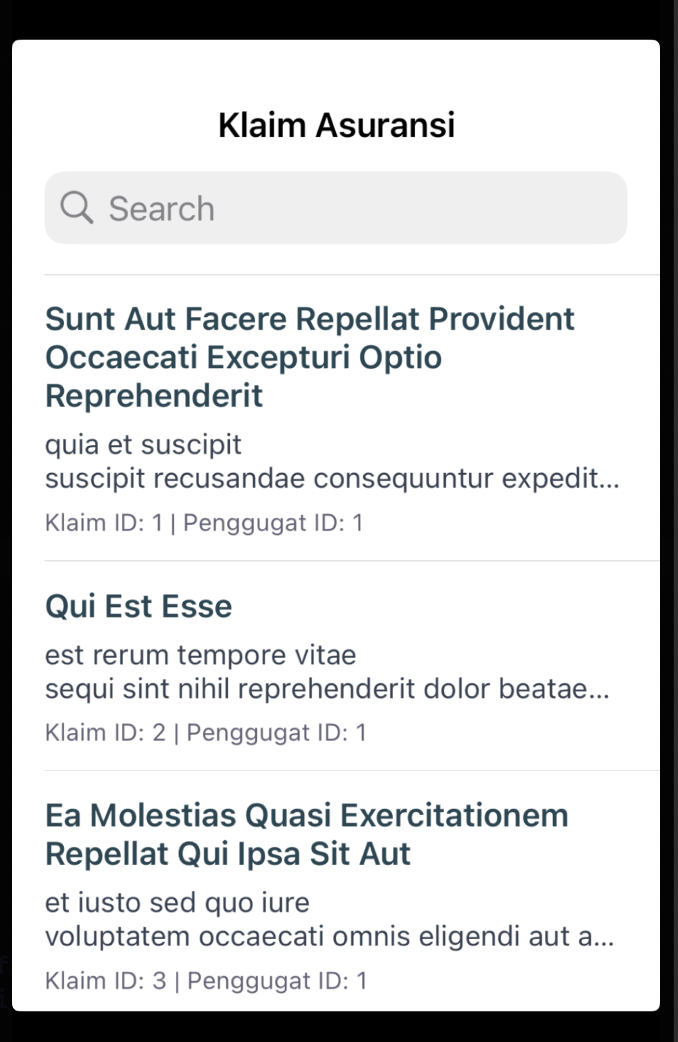 Klaim Asuransi
Search
Sunt Aut Facere Repellat Provident
Occaecati Excepturi Optio
Reprehenderit
quia et suscipit
suscipit recusandae consequuntur expedit...
Klaim ID: 1 | Penggugat ID: 1
Qui Est Esse
est rerum tempore vitae
sequi sint nihil reprehenderit dolor beatae...
Klaim ID: 2 | Penggugat ID: 1
Ea Molestias Quasi Exercitationem
Repellat Qui Ipsa Sit Aut
et iusto sed quo iure
voluptatem occaecati omnis eligendi aut a...
Klaim ID: 3 | Penggugat ID: 1